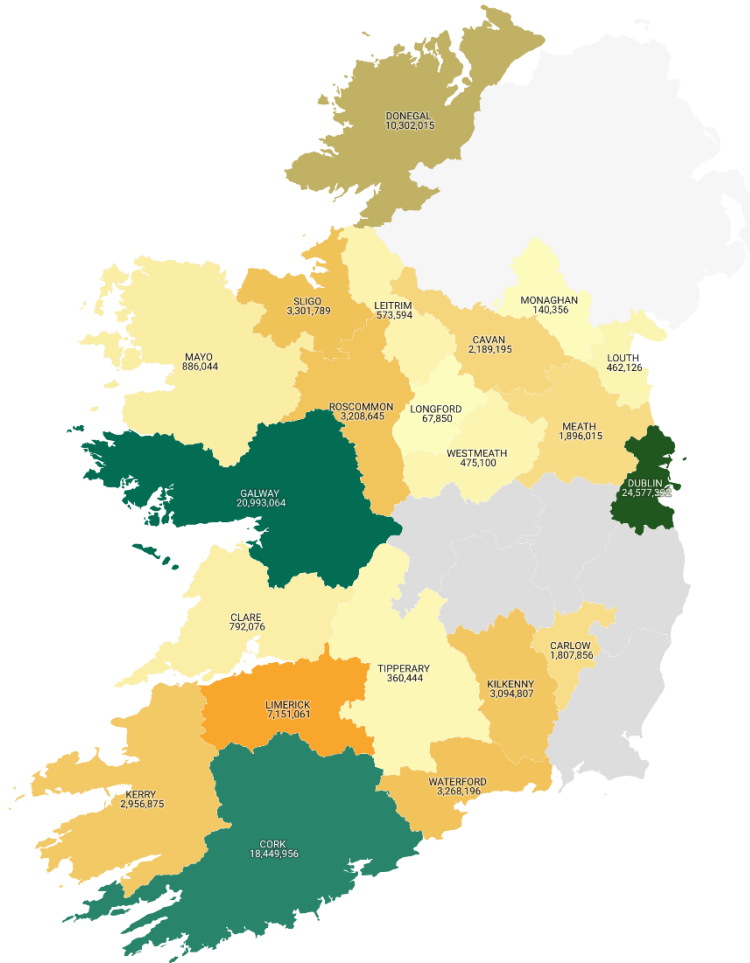 DONEGAL
10,302,015
SLIGO
3,301,789
LEITRIM
573,594
MONAGHAN
140,356
CAVAN
2,189,195
LOUTH
462,126
MAYO
886,044
ROSCOMMON
3,208,645
LONGFORD
67,850
MEATH
1,896,015
WESTMEATH
475,100
DUBLIN
24,577,392
GALWAY
20,993,064
CLARE
792,076
CARLOW
1,807,856
TIPPERARY
360,444
KILKENNY
3,094,807
LIMERICK
7,151,061
WATERFORD
3,268,196
KERRY
2,956,875
CORK
18,449,956